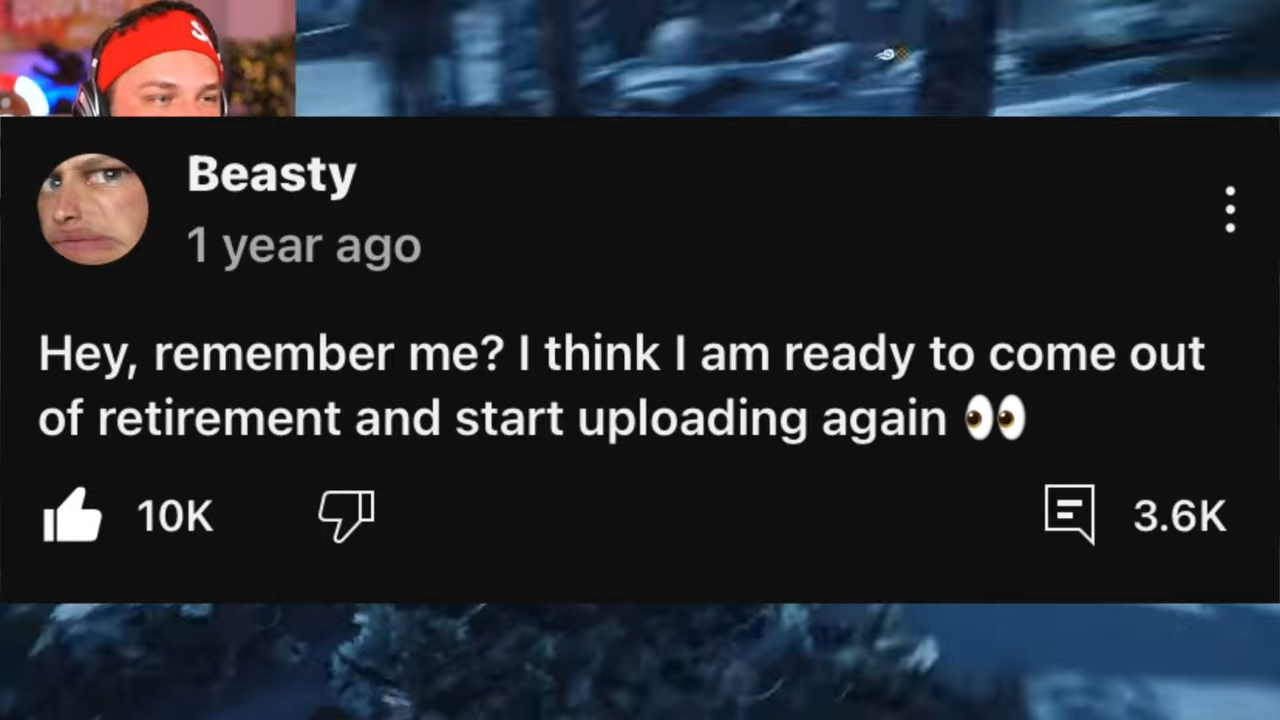 Beasty
1 year ago
Hey, remember me? I think I am ready to come out
of retirement and start uploading again 👀
10K
3.6K